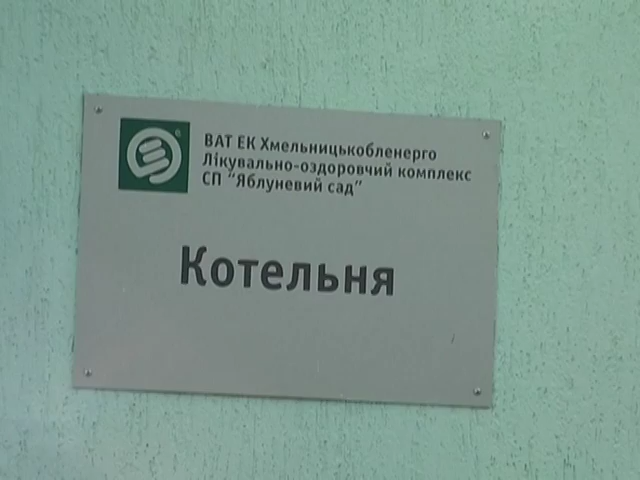 ВАТ ЕК Хмельницькобленерго
Лікувально-оздоровчий комплекс
СП "Яблуневий сад"
Котельня